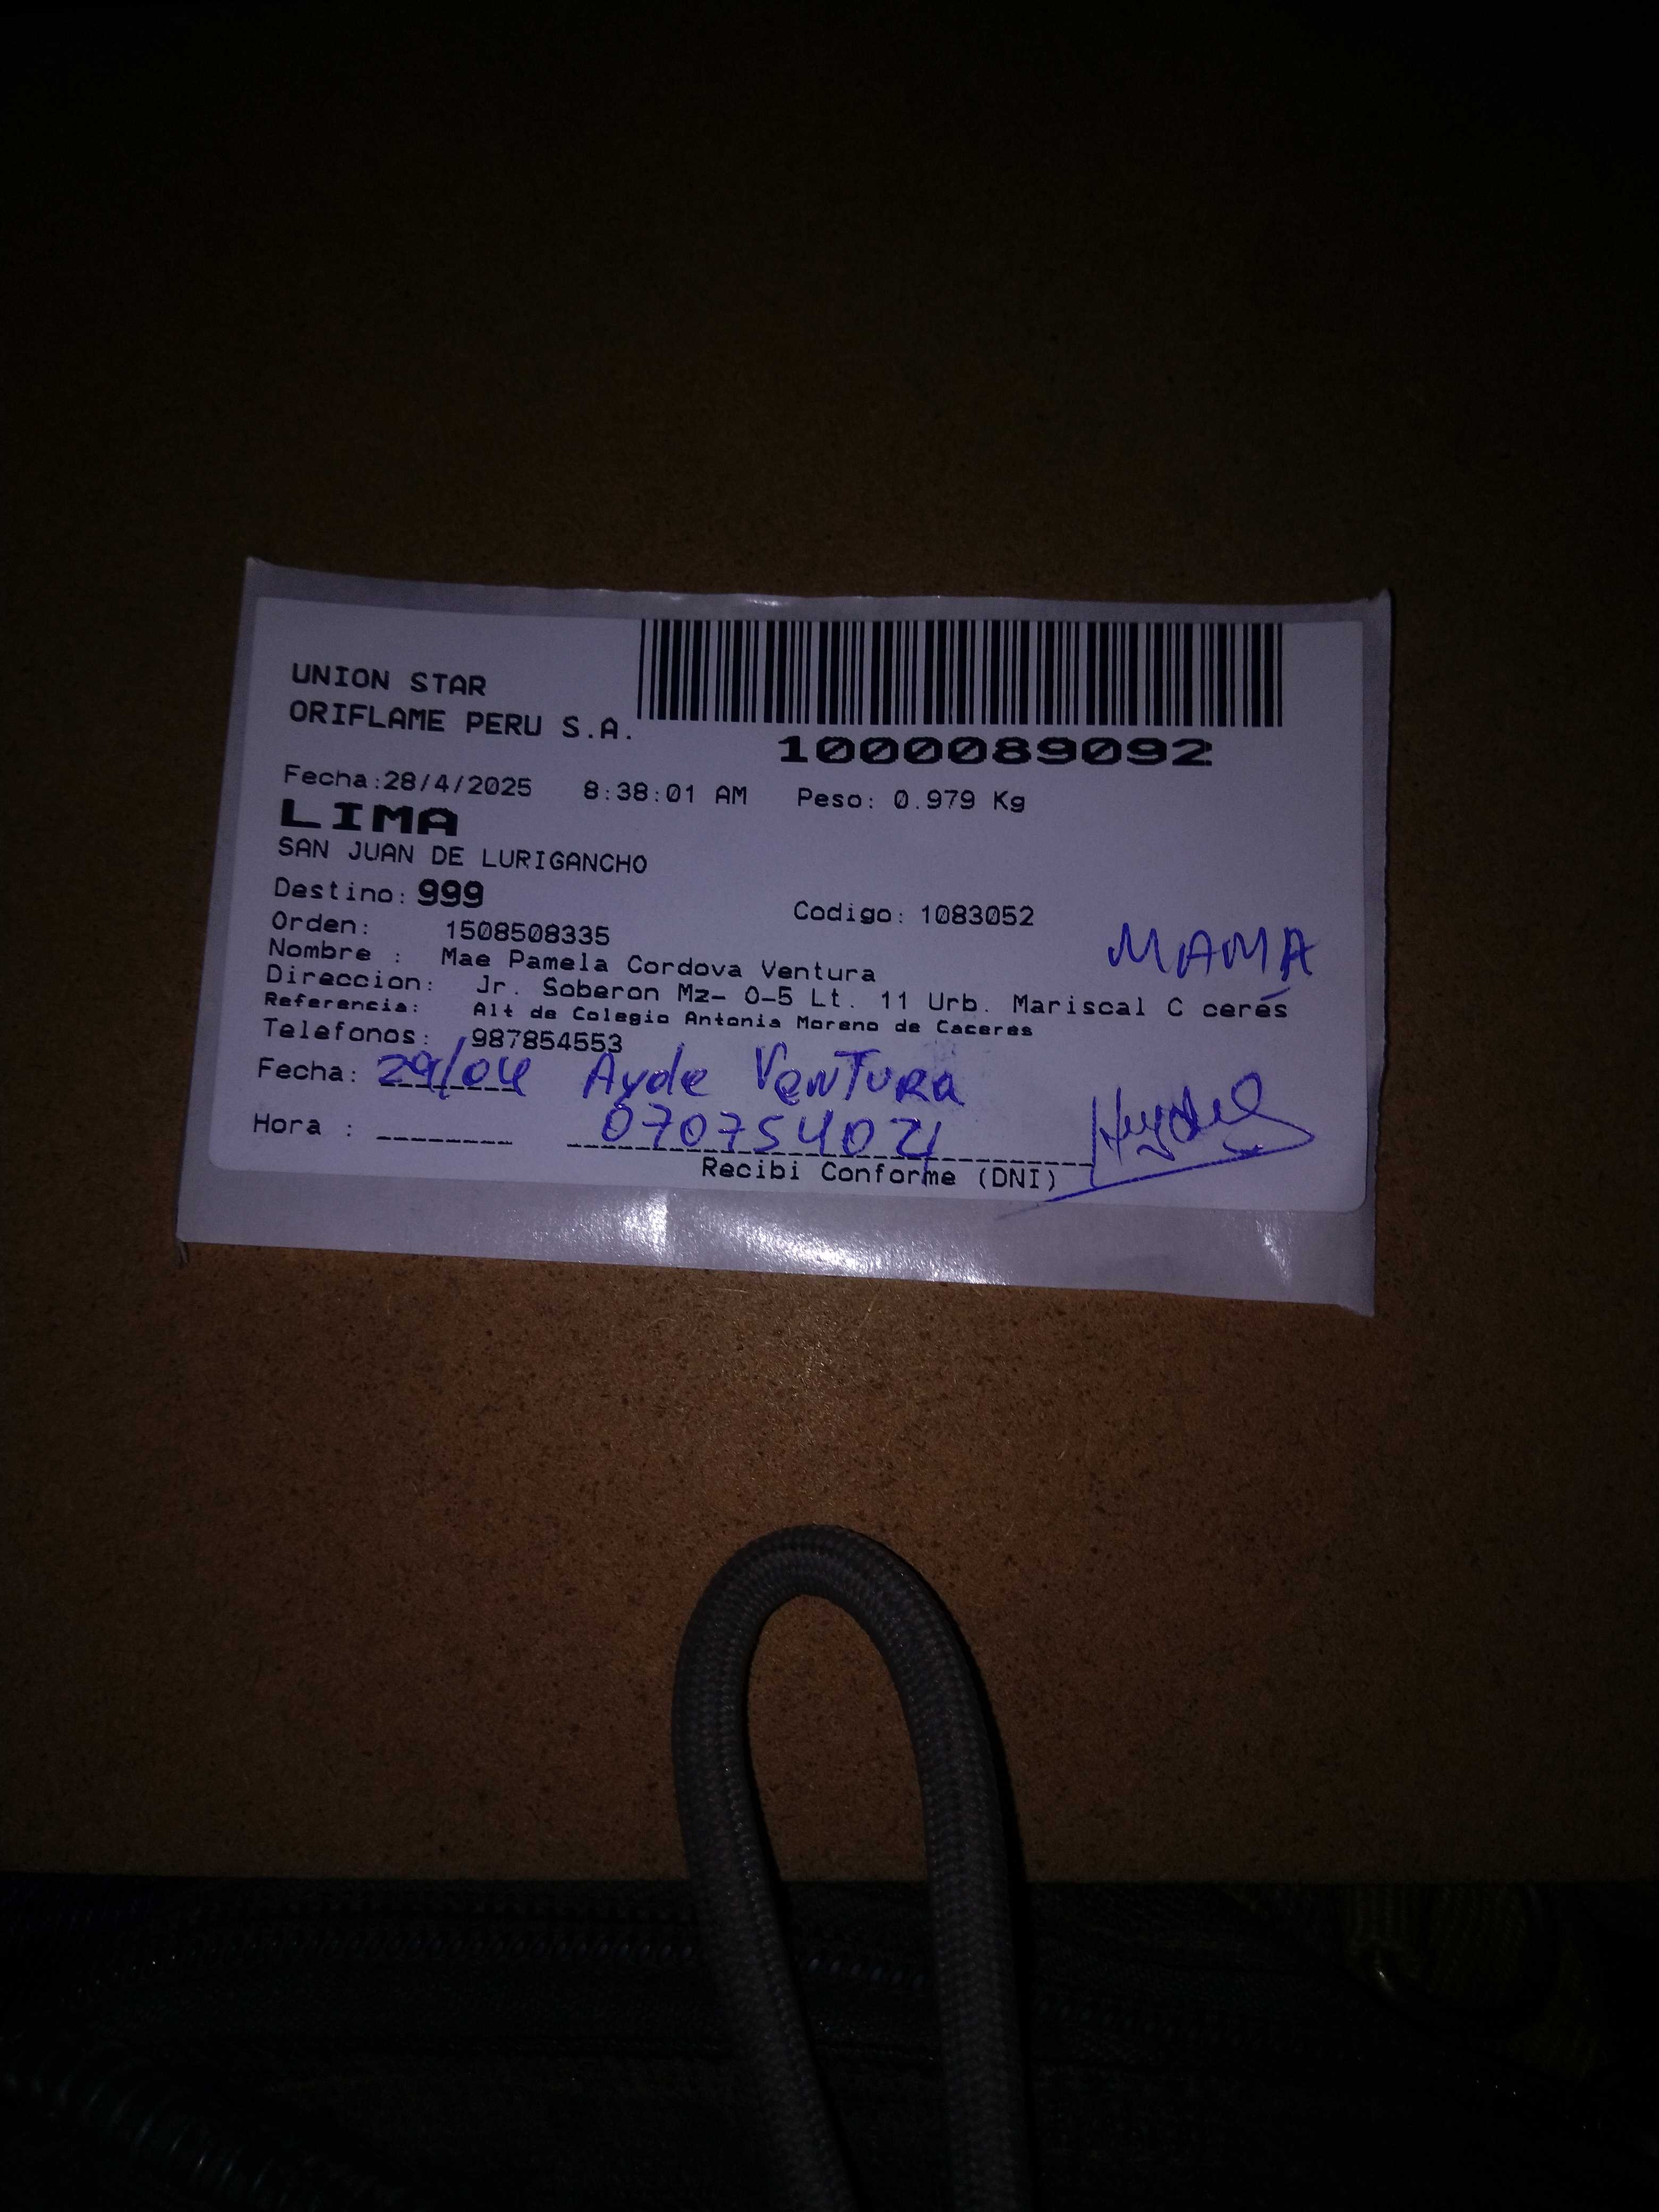 UNION STAR
ORIFLAME PERU S.A.
1000089092
Fecha:28/4/2025 8:38:01 AM Peso: 0.979 Kg
LIMA
SAN JUAN DE LURIGANCHO
Destino: 999 Codigo: 1083052
Orden: 1508508335
MAMA
Nombre : Mae Pamela Cordova Ventura
Direccion: Jr. Soberon Mz- O-5 Lt. 11 Urb. Mariscal C cerés
Referencia: Alt de Colegio Antonia Moreno de Caceres
Telefonos: 987854553
Fecha: 29/04 Ayde Ventura
Hora :
Recibi Conforme (DNI)